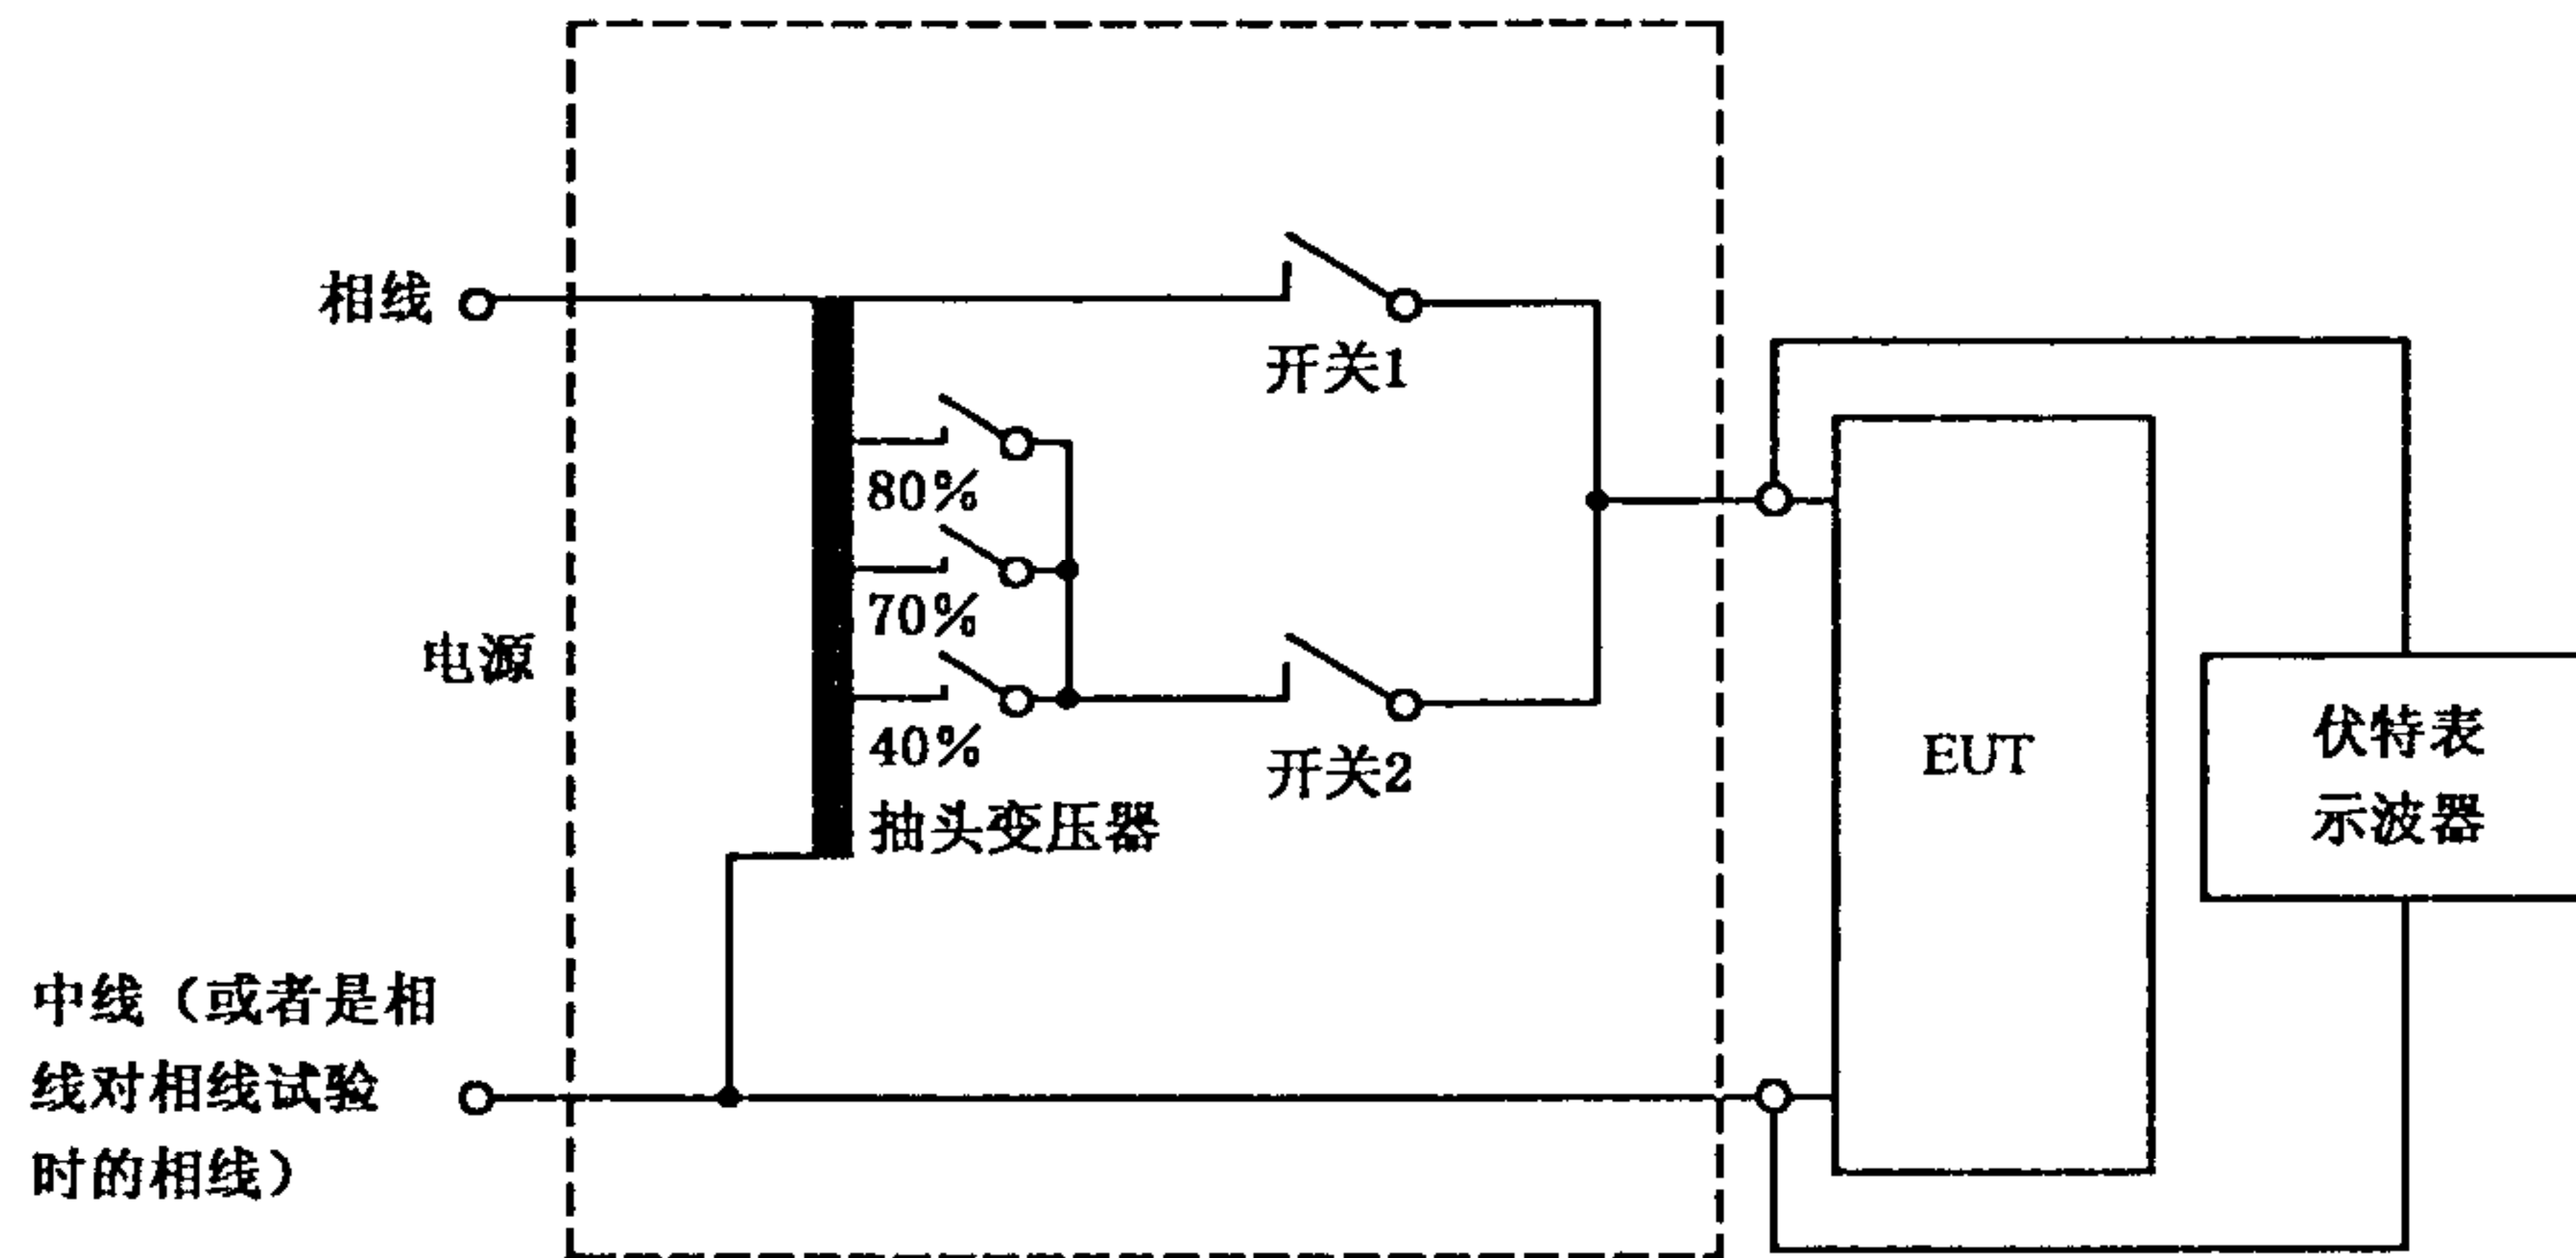 相线
开关1
80%
70%
电源
40%
开关2
抽头变压器
EUT
伏特表
示波器
中线（或者是相
线对相线试验
时的相线）